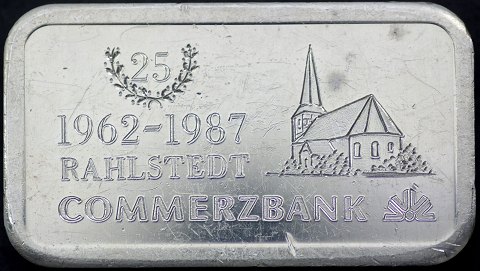 25
1962-1987
RAHLSTEDT
COMMERZBANK